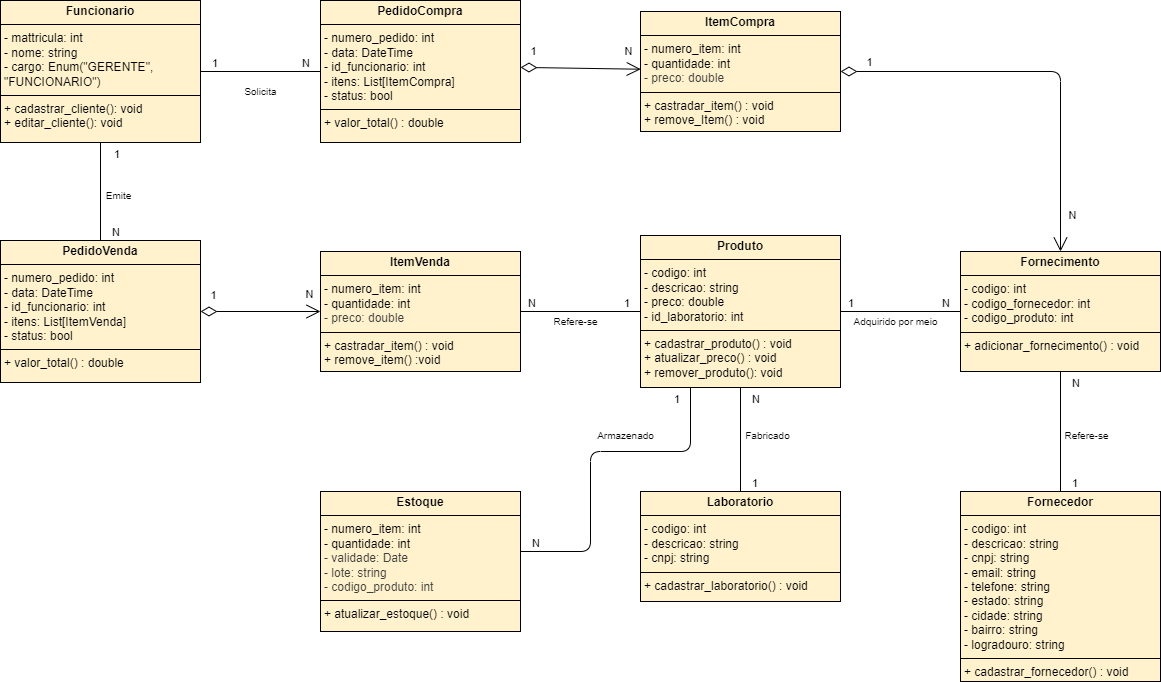 Funcionario
- mattricula: int
- nome: string
- cargo: Enum("GERENTE",
"FUNCIONARIO")
+ cadastrar_cliente(): void
+ editar_cliente(): void
1
N
Solicita
PedidoCompra
- numero_pedido: int
- data: DateTime
- id_funcionario: int
- itens: List[ItemCompra]
- status: bool
+ valor_total() : double
1
N
ItemCompra
- numero_item: int
- quantidade: int
- preco: double
+ castradar_item() : void
+ remove_Item() : void
1
N
1
Emite
N
PedidoVenda
- numero_pedido: int
- data: DateTime
- id_funcionario: int
- itens: List[ItemVenda]
- status: bool
+ valor_total() : double
1
N
ItemVenda
- numero_item: int
- quantidade: int
- preco: double
+ castradar_item() : void
+ remove_item() :void
N
1
Refere-se
Produto
- codigo: int
- descricao: string
- preco: double
- id_laboratorio: int
+ cadastrar_produto() : void
+ atualizar_preco() : void
+ remover_produto(): void
1
N
Adquirido por meio
Fornecimento
- codigo: int
- codigo_fornecedor: int
- codigo_produto: int
+ adicionar_fornecimento() : void
1
Armazenado
N
N
Fabricado
1
N
Refere-se
1
Estoque
- numero_item: int
- quantidade: int
- validade: Date
- lote: string
- codigo_produto: int
+ atualizar_estoque() : void
Laboratorio
- codigo: int
- descricao: string
- cnpj: string
+ cadastrar_laboratorio() : void
Fornecedor
- codigo: int
- descricao: string
- cnpj: string
- email: string
- telefone: string
- estado: string
- cidade: string
- bairro: string
- logradouro: string
+ cadastrar_fornecedor() : void